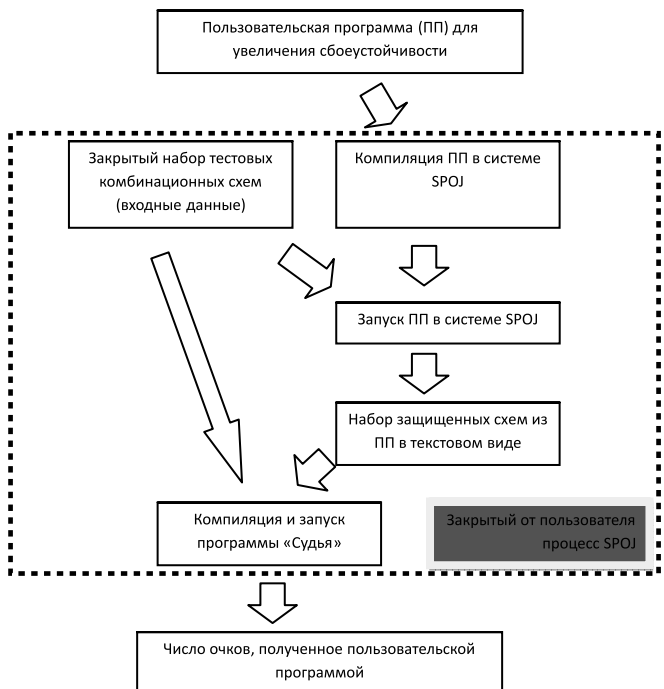 Пользовательская программа (ПП) для
увеличения сбоеустойчивости
Закрытый набор тестовых
комбинационных схем
(входные данные)
Компиляция ПП в системе
SPOJ
Запуск ПП в системе SPOJ
Набор защищенных схем из
ПП в текстовом виде
Компиляция и запуск
программы «Судья»
Закрытый от пользователя
процесс SPOJ
Число очков, полученное пользовательской
программой